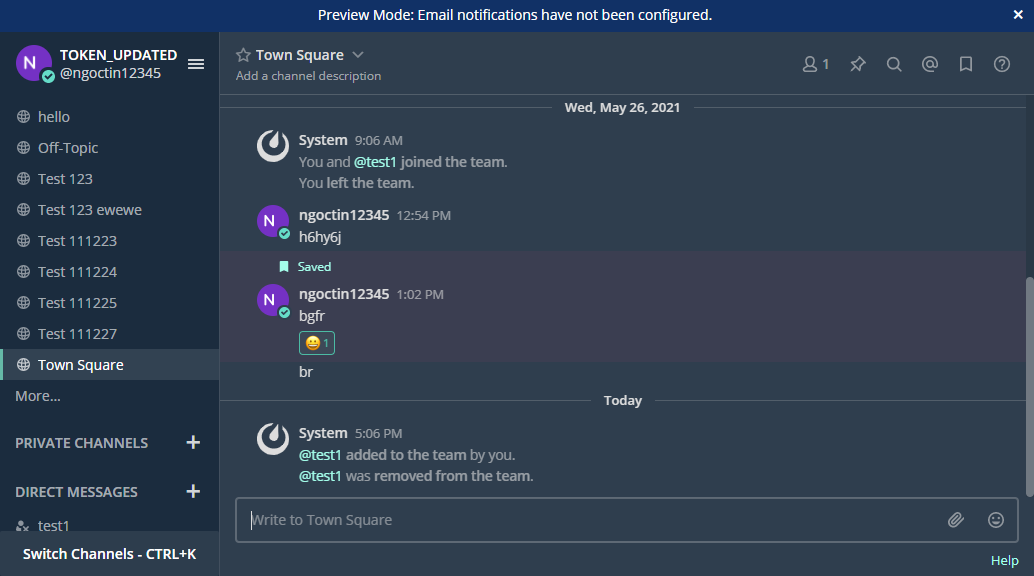 Preview Mode: Email notifications have not been configured.
N
TOKEN_UPDATED
@ngoctin12345
hello
Off-Topic
Test 123
Test 123 ewewe
Test 111223
Test 111224
Test 111225
Test 111227
Town Square
More...
PRIVATE CHANNELS +
DIRECT MESSAGES +
test1
Switch Channels - CTRL+K
Town Square
Add a channel description
1
Wed, May 26, 2021
System 9:06 AM
You and @test1 joined the team.
You left the team.
N
ngoctin12345 12:54 PM
h6hy6j
Saved
N
ngoctin12345 1:02 PM
bgfr
1
br
Today
System 5:06 PM
@test1 added to the team by you.
@test1 was removed from the team.
Write to Town Square
Help